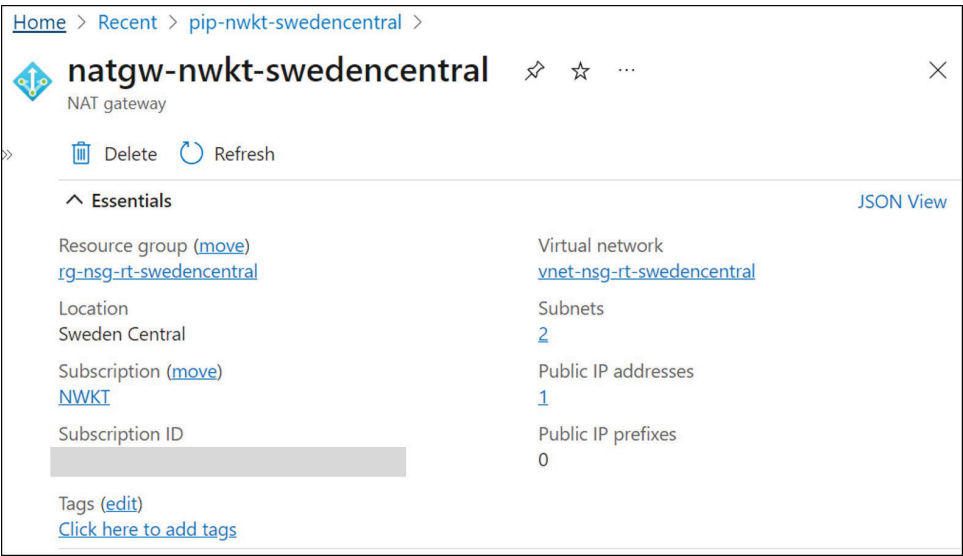 Home > Recent > pip-nwkt-swedencentral >
natgw-nwkt-swedencentral
NAT gateway
Delete Refresh
Essentials
JSON View
Resource group (move)
rg-nsg-rt-swedencentral
Location
Sweden Central
Subscription (move)
NWKT
Subscription ID
Tags (edit)
Click here to add tags
Virtual network
vnet-nsg-rt-swedencentral
Subnets
2
Public IP addresses
1
Public IP prefixes
0